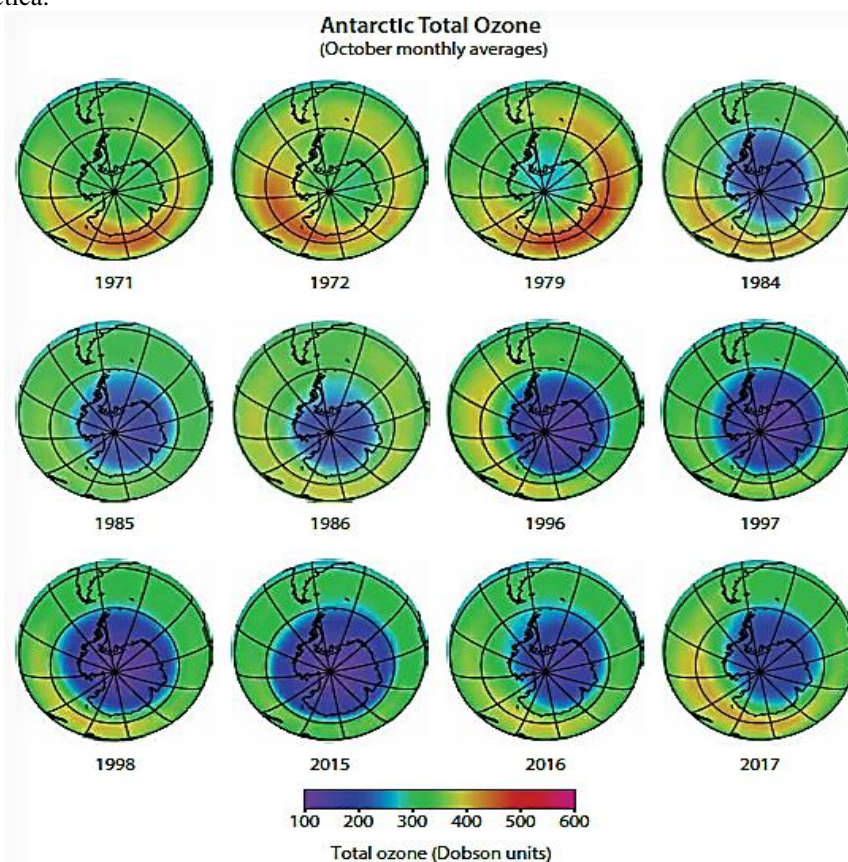 Antarctic Total Ozone
(October monthly averages)
1971 1972 1979 1984
1985 1986 1996 1997
1998 2015 2016 2017
100 200 300 400 500 600
Total ozone (Dobson units)